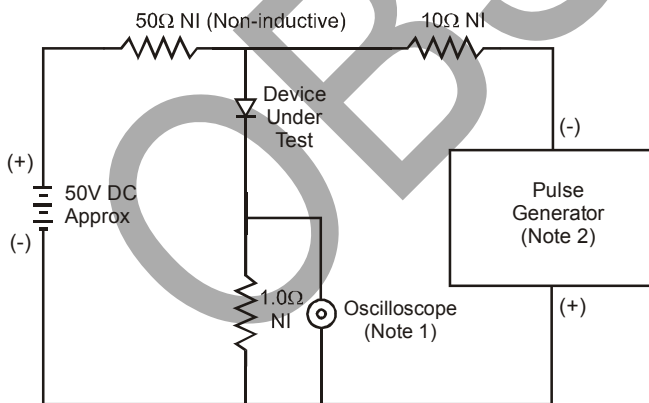 50Ω NI (Non-inductive)
10Ω NI
Device
Under
Test
(-)
(+)
50V DC
Approx
(-)
Pulse
Generator
(Note 2)
1.0Ω
NI
Oscilloscope
(Note 1)
(+)